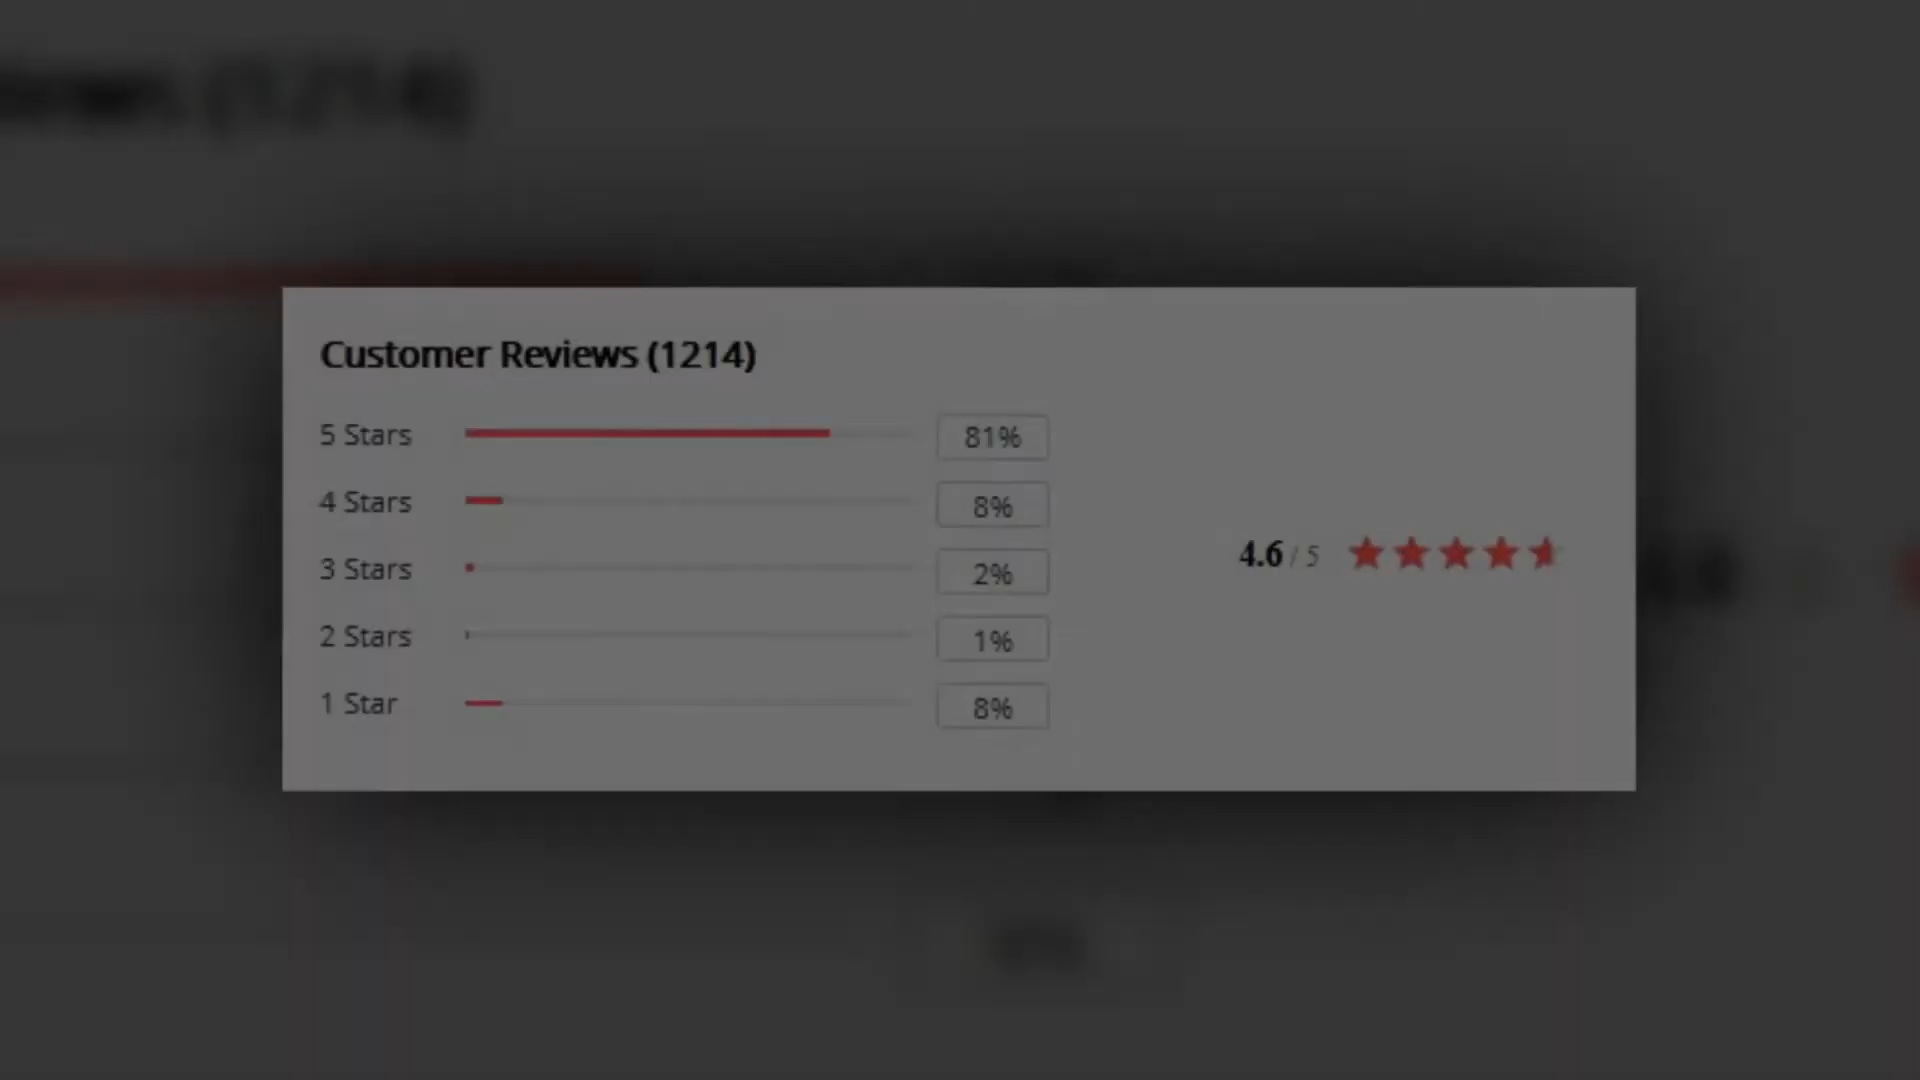 Customer Reviews (1214)
5 Stars 81%
4 Stars 8%
3 Stars 2%
2 Stars 1%
1 Star 8%
4.6 / 5